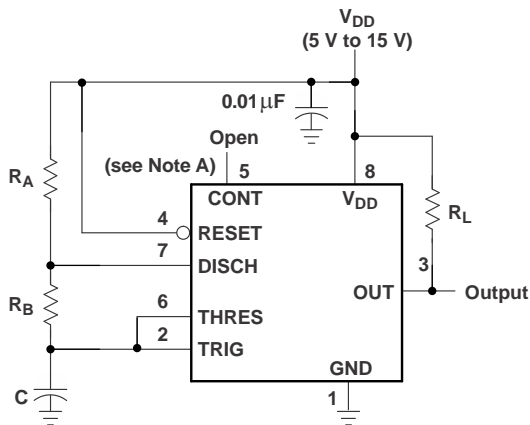 V_DD
(5 V to 15 V)
0.01 µF
Open
(see Note A)
5
8
CONT
V_DD
R_A
R_L
4
RESET
7
DISCH
3
OUT
Output
R_B
6
THRES
2
TRIG
GND
C
1